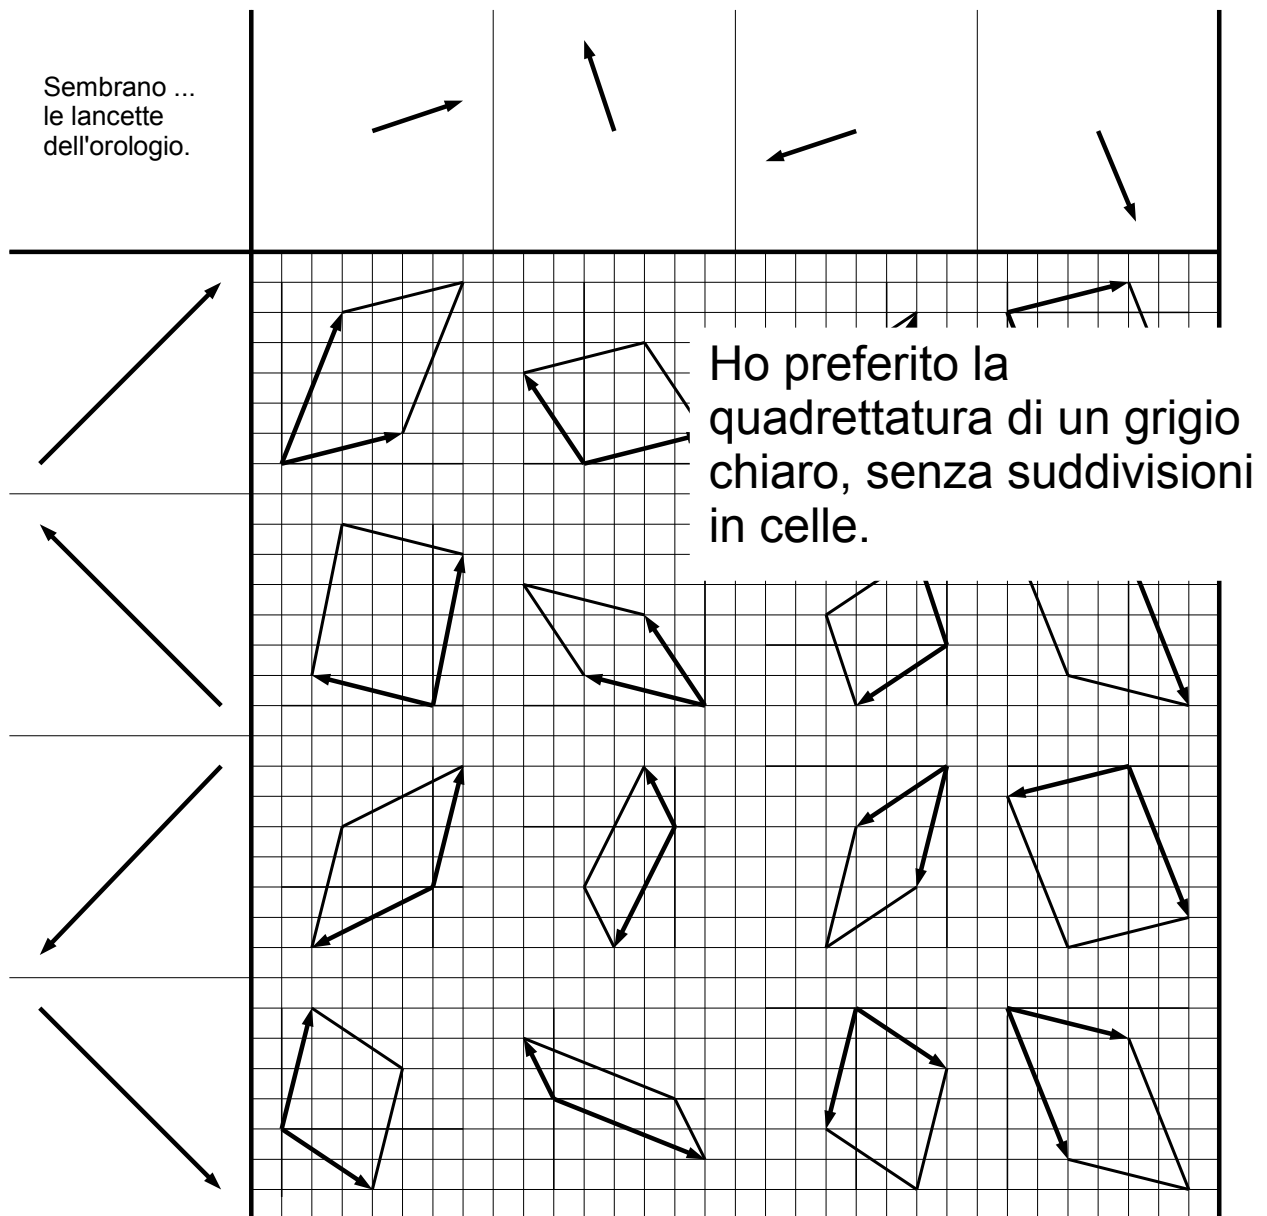 Sembrano ...
le lancette
dell'orologio.
Ho preferito la
quadrettatura di un grigio
chiaro, senza suddivisioni
in celle.